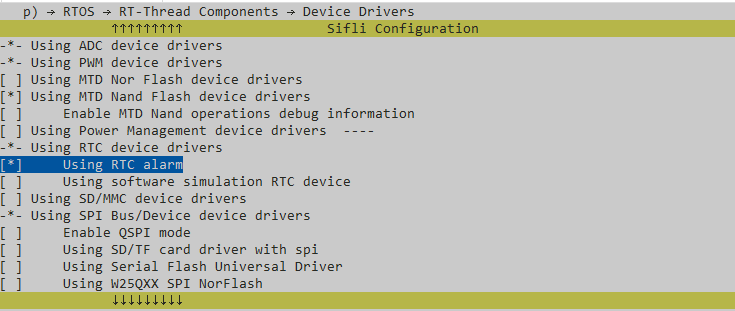 p) → RTOS → RT-Thread Components → Device Drivers
↑↑↑↑↑↑↑↑↑ Sifli Configuration
-*- Using ADC device drivers
-*- Using PWM device drivers
[ ] Using MTD Nor Flash device drivers
[*] Using MTD Nand Flash device drivers
[ ] Enable MTD Nand operations debug information
[ ] Using Power Management device drivers ----
-*- Using RTC device drivers
[*] Using RTC alarm
[ ] Using software simulation RTC device
[ ] Using SD/MMC device drivers
-*- Using SPI Bus/Device device drivers
[ ] Enable QSPI mode
[ ] Using SD/TF card driver with spi
[ ] Using Serial Flash Universal Driver
[ ] Using W25QXX SPI NorFlash
↓↓↓↓↓↓↓↓↓